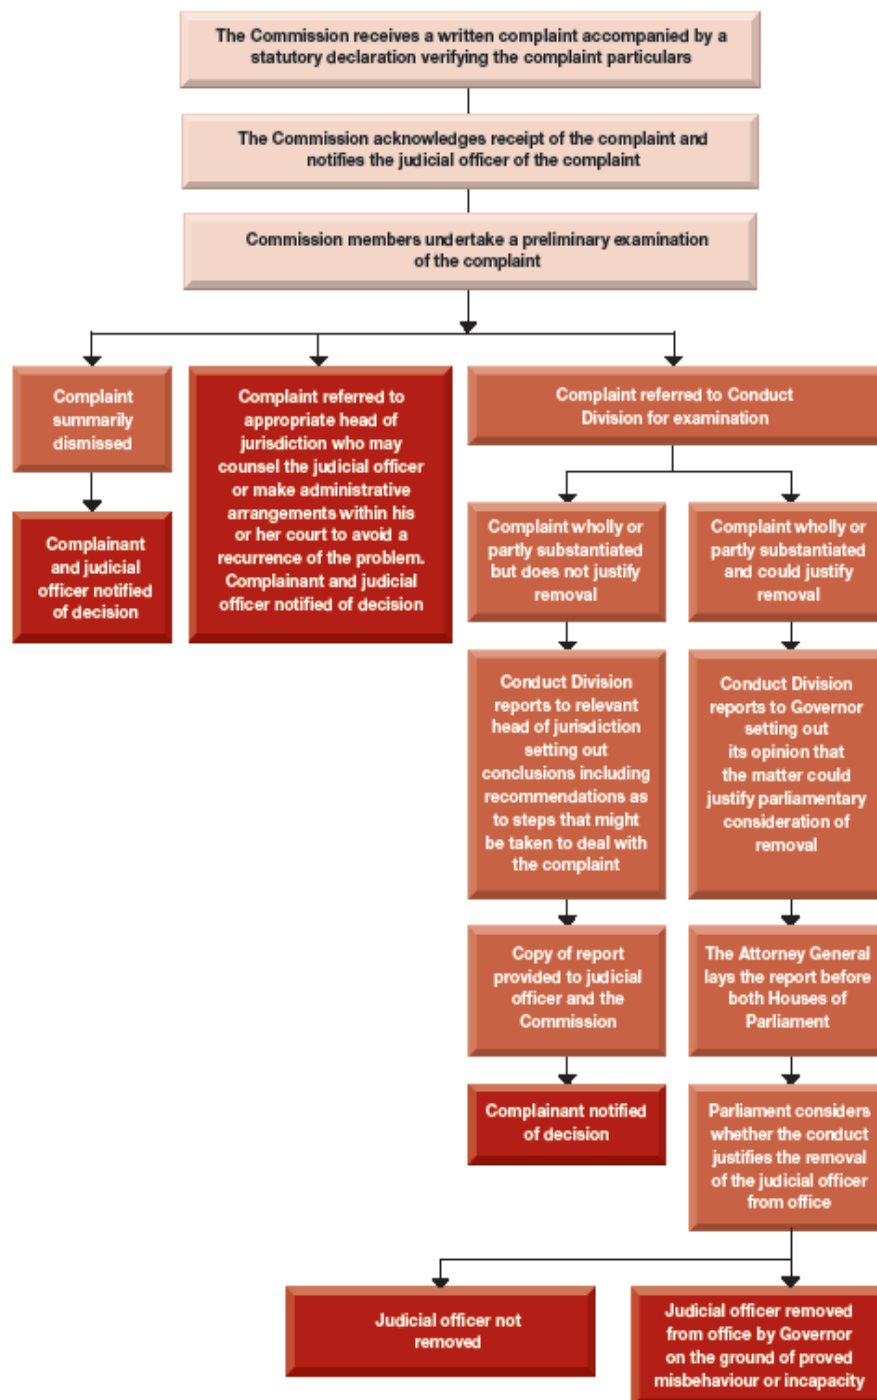 The Commission receives a written complaint accompanied by a
statutory declaration verifying the complaint particulars
The Commission acknowledges receipt of the complaint and
notifies the judicial officer of the complaint
Commission members undertake a preliminary examination
of the complaint
Complaint
summarily
dismissed
Complainant
and judicial
officer notified
of decision
Complaint referred to
appropriate head of
jurisdiction who may
counsel the judicial officer
or make administrative
arrangements within his
or her court to avoid a
recurrence of the problem.
Complainant and judicial
officer notified of decision
Complaint referred to Conduct
Division for examination
Complaint wholly or
partly substantiated
but does not justify
removal
Conduct Division
reports to relevant
head of jurisdiction
setting out
conclusions including
recommendations as
to steps that might
be taken to deal with
the complaint
Copy of report
provided to judicial
officer and the
Commission
Complainant notified
of decision
Complaint wholly or
partly substantiated
and could justify
removal
Conduct Division
reports to Governor
setting out
its opinion that
the matter could
justify parliamentary
consideration of
removal
The Attorney General
lays the report before
both Houses of
Parliament
Parliament considers
whether the conduct
justifies the removal
of the judicial officer
from office
Judicial officer not
removed
Judicial officer removed
from office by Governor
on the ground of proved
misbehaviour or incapacity